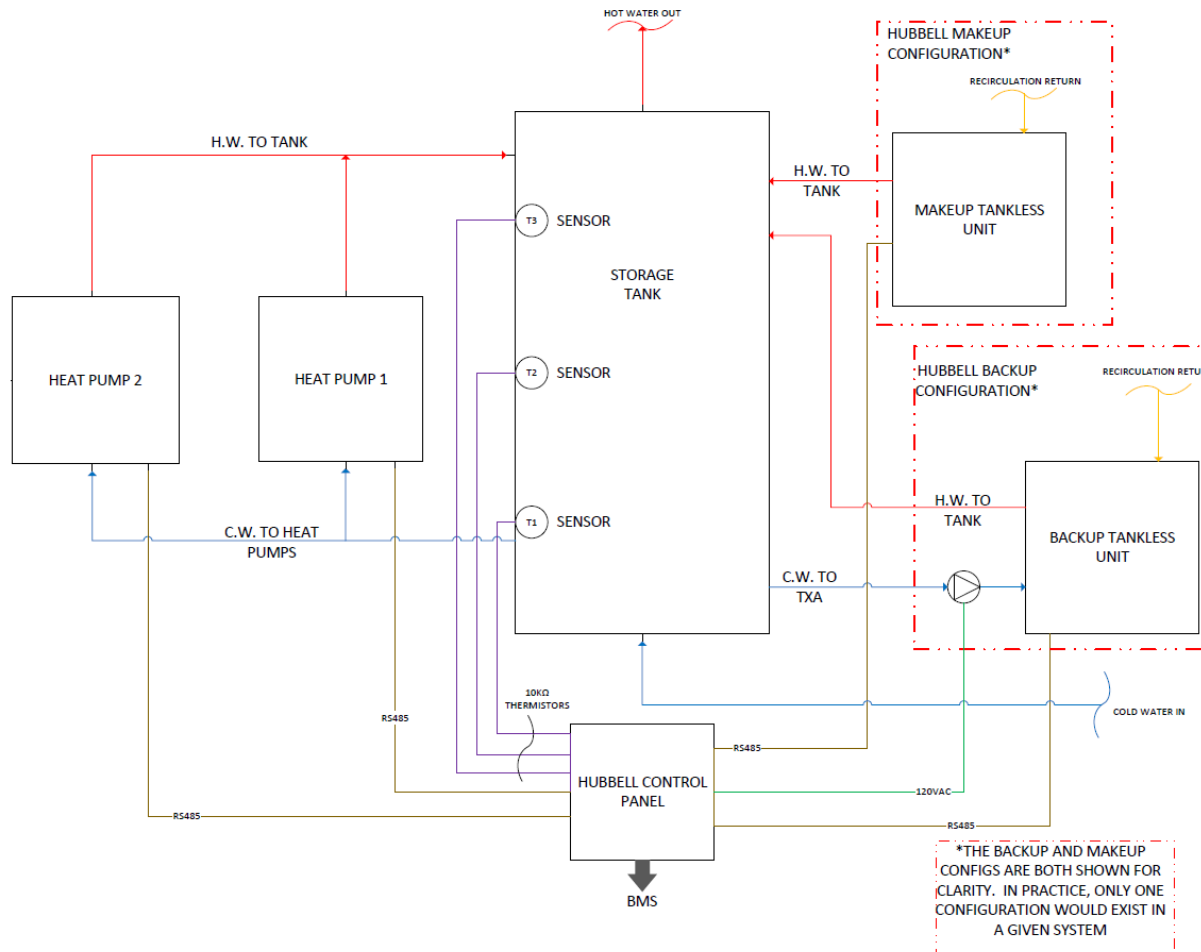 HOT WATER OUT
HUBBELL MAKEUP
CONFIGURATION*
RECIRCULATION RETURN
H.W. TO TANK
H.W. TO
TANK
MAKEUP TANKLESS
UNIT
T3
SENSOR
STORAGE
TANK
HEAT PUMP 2
HEAT PUMP 1
T2
SENSOR
HUBBELL BACKUP
CONFIGURATION*
RECIRCULATION RETU
T1
SENSOR
H.W. TO
TANK
C.W. TO HEAT
PUMPS
BACKUP TANKLESS
UNIT
C.W. TO
TXA
10KΩ
THERMISTORS
COLD WATER IN
RS485
RS485
HUBBELL CONTROL
PANEL
120VAC
RS485
RS485
BMS
*THE BACKUP AND MAKEUP
CONFIGS ARE BOTH SHOWN FOR
CLARITY. IN PRACTICE, ONLY ONE
CONFIGURATION WOULD EXIST IN
A GIVEN SYSTEM